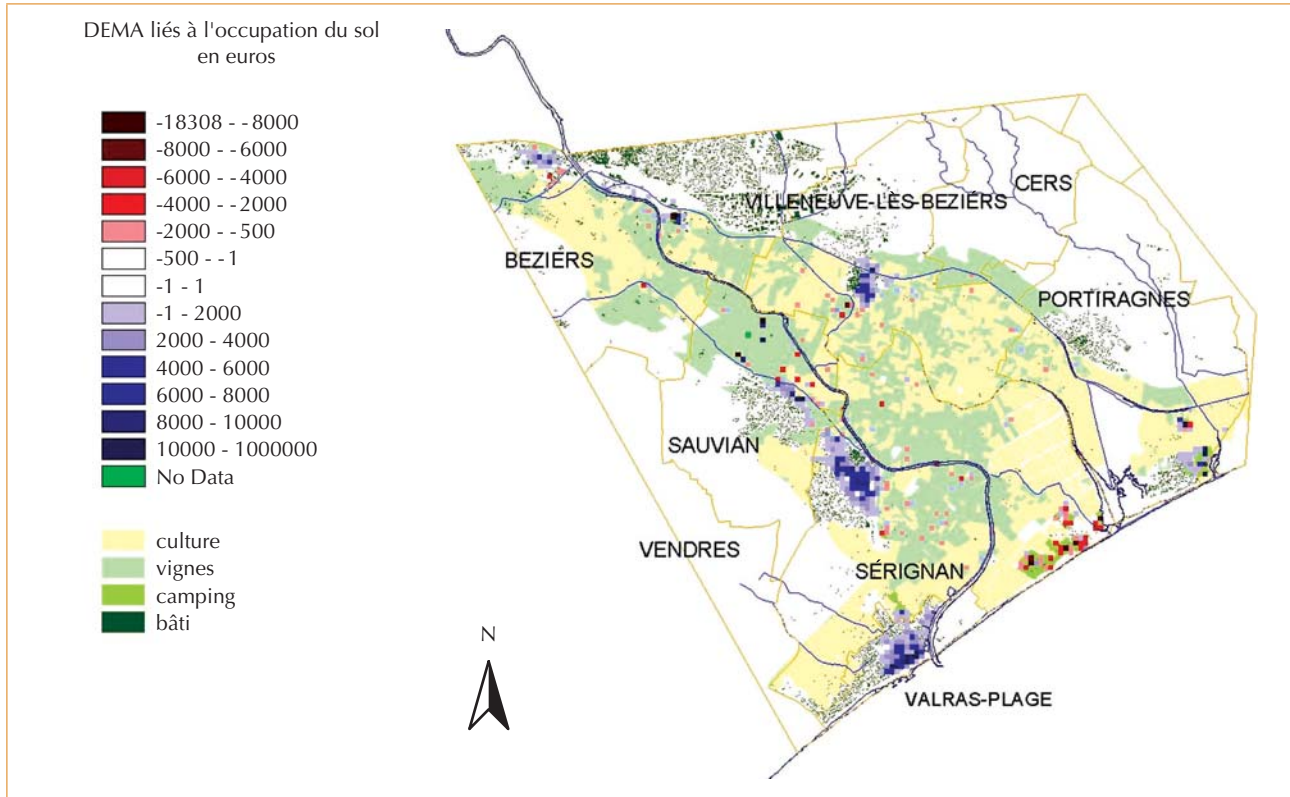 DEMA liés à l'occupation du sol
en euros
-18308 - -8000
-8000 - -6000
-6000 - -4000
-4000 - -2000
-2000 - -500
-500 - -1
-1 - 1
-1 - 2000
2000 - 4000
4000 - 6000
6000 - 8000
8000 - 10000
10000 - 1000000
No Data
culture
vignes
camping
bâti
N
CERS
VILLENEUVE-LES-BEZIÉRS
BEZIÉRS
PORTIRAGNES
SAUVIAN
VENDRES
SÉRIGNAN
VALRAS-PLAGE